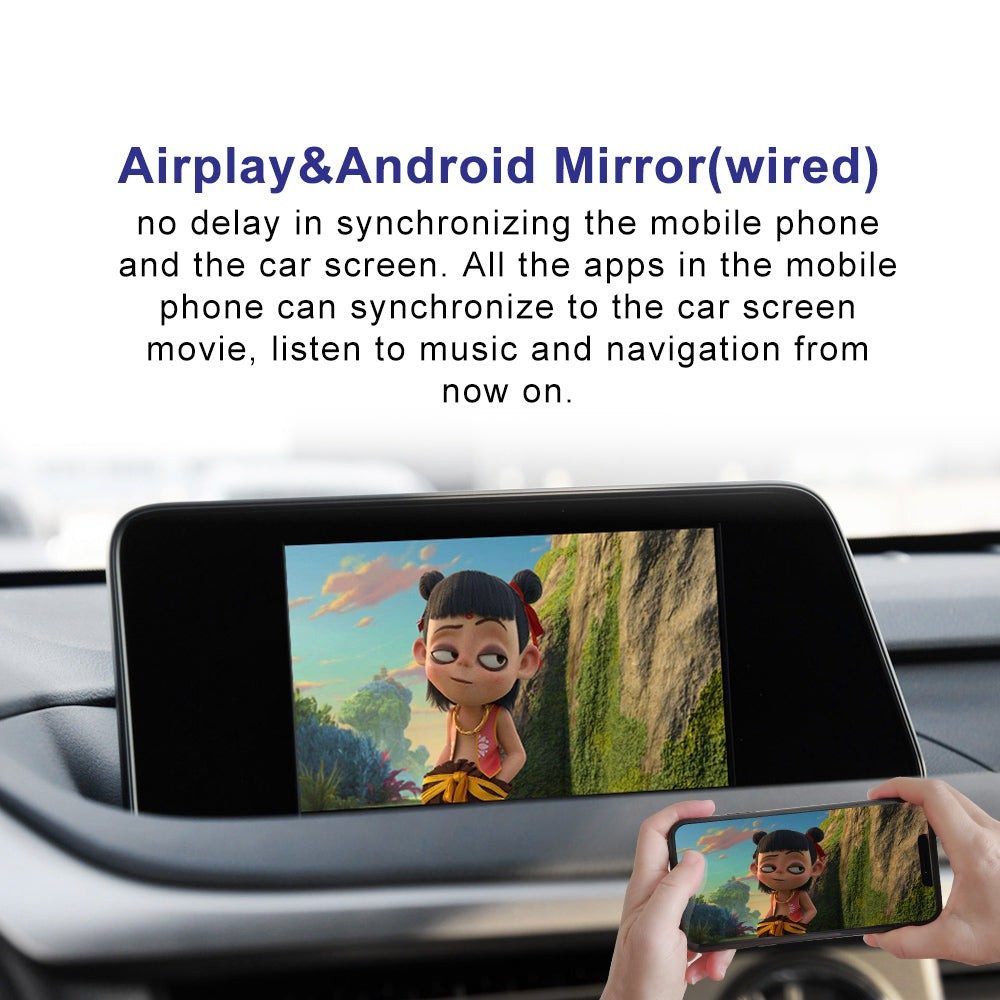 Airplay&Android Mirror(wired)
no delay in synchronizing the mobile phone
and the car screen. All the apps in the mobile
phone can synchronize to the car screen
movie, listen to music and navigation from
now on.